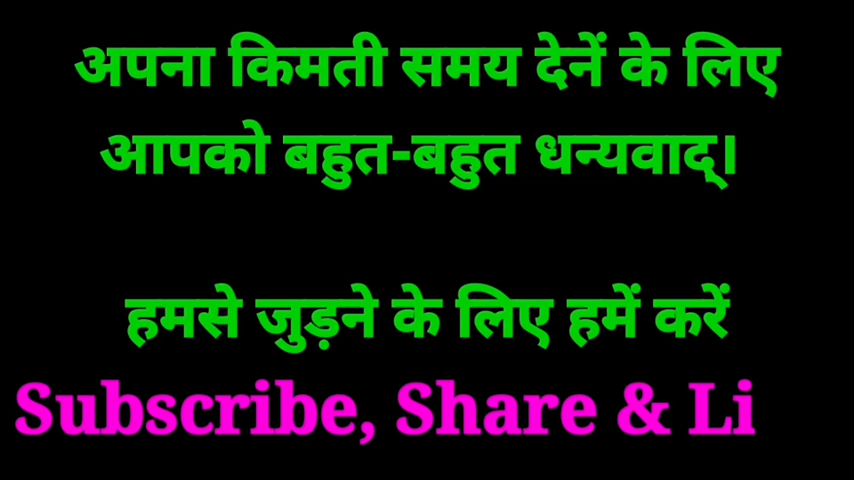 अपना किमती समय देनें के लिए
आपको बहुत-बहुत धन्यवाद्।
हमसे जुड़ने के लिए हमें करें
Subscribe, Share & Li